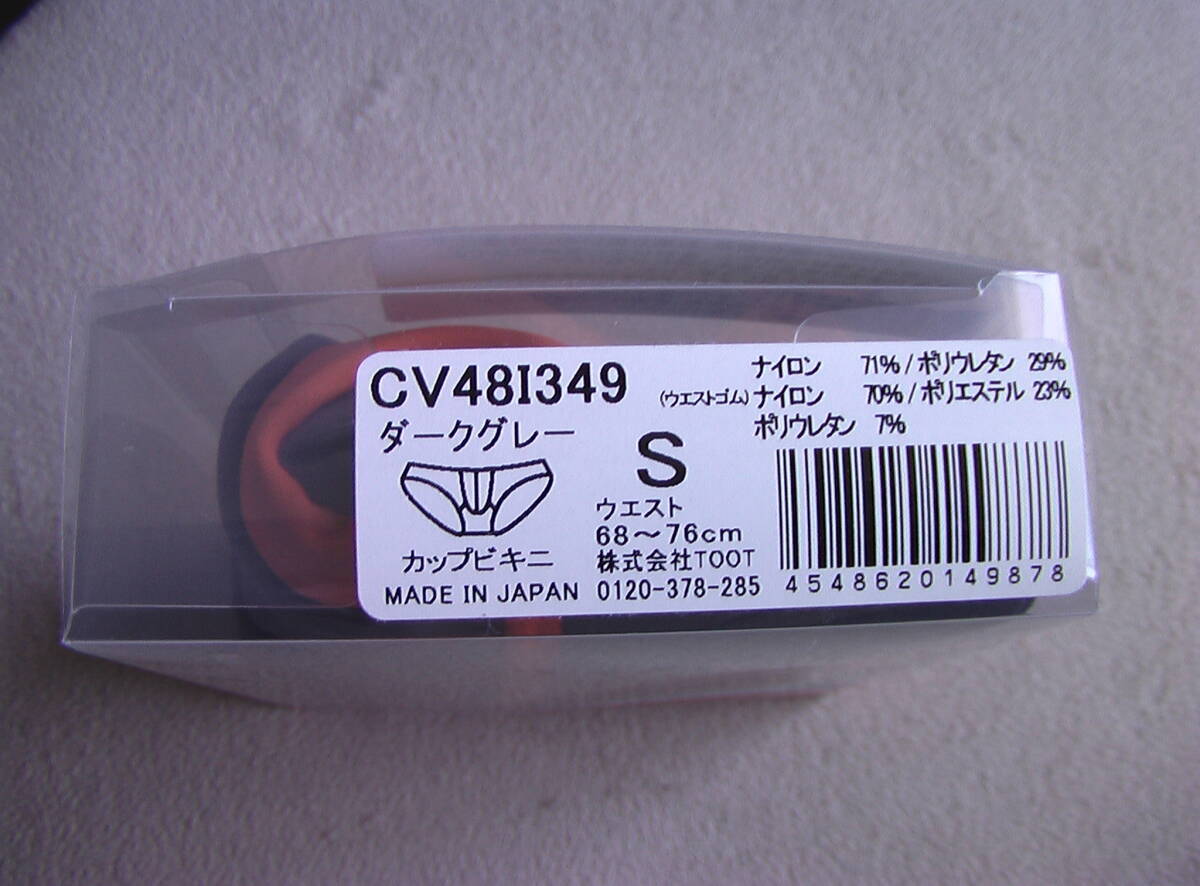 CV48I349
ダークグレー
カップビキニ
MADE IN JAPAN
S
ウエスト
68～76cm
株式会社TOOT
0120-378-285
ナイロン 71% / ポリウレタン 29%
(ウエストゴム) ナイロン 70% / ポリエステル 23%
ポリウレタン 7%
4548620149878